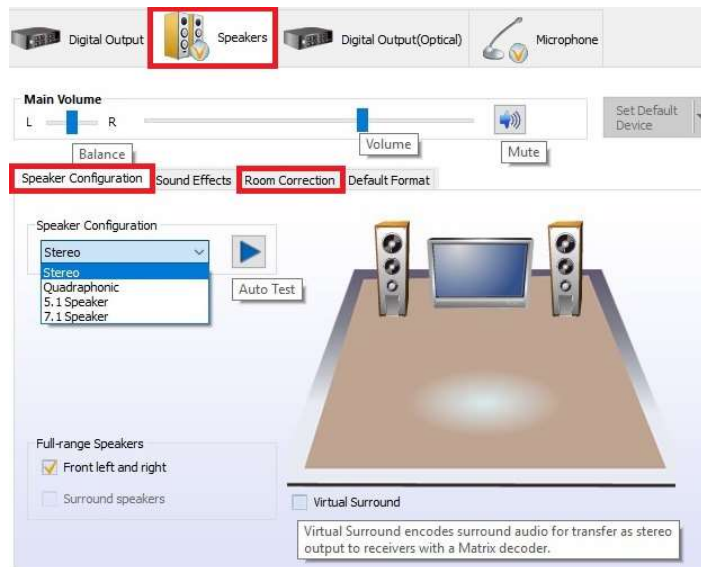 Digital Output
Speakers
Digital Output(Optical)
Microphone
Main Volume
L
R
Set Default
Device
Balance
Volume
Mute
Speaker Configuration
Sound Effects
Room Correction
Default Format
Speaker Configuration
Stereo
Stereo
Quadraphonic
5.1 Speaker
7.1 Speaker
Auto Test
Full-range Speakers
Front left and right
Surround speakers
Virtual Surround
Virtual Surround encodes surround audio for transfer as stereo
output to receivers with a Matrix decoder.